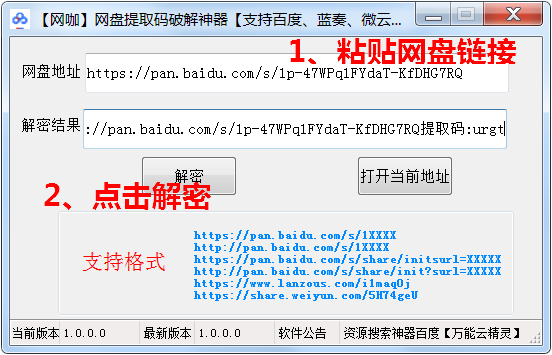 【网咖】网盘提取码破解神器【支持百度、蓝奏、微云...
1、粘贴网盘链接
网盘地址 https://pan.baidu.com/s/1p-47WPq1FYdaT-KfDHG7RQ
解密结果 ://pan.baidu.com/s/1p-47WPq1FYdaT-KfDHG7RQ提取码:urgt
解密 打开当前地址
2、点击解密
支持格式
https://pan.baidu.com/s/1XXXX
http://pan.baidu.com/s/1XXXX
https://pan.baidu.com/s/share/initsurl=XXXXX
http://pan.baidu.com/s/share/init?surl=XXXXX
https://www.lanzous.com/i1maq0j
https://share.weiyun.com/5M74geU
当前版本 1.0.0.0 最新版本 1.0.0.0 软件公告 资源搜索神器百度【万能云精灵】